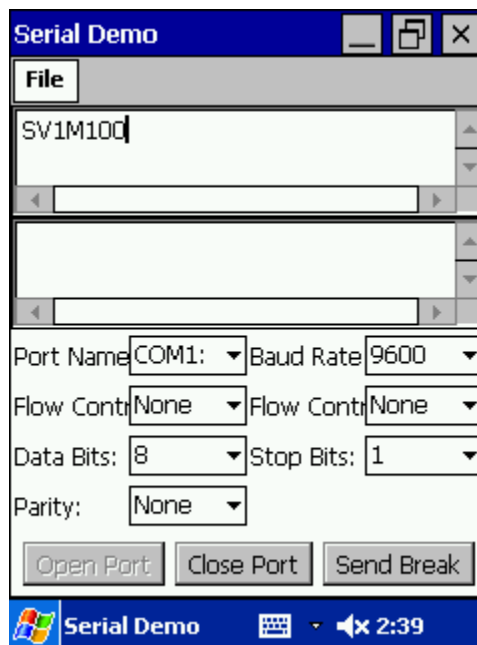 Serial Demo
File
SV1M100
Port Name COM1: Baud Rate 9600
Flow Contr None Flow Contr None
Data Bits: 8 Stop Bits: 1
Parity: None
Open Port Close Port Send Break
Serial Demo 2:39